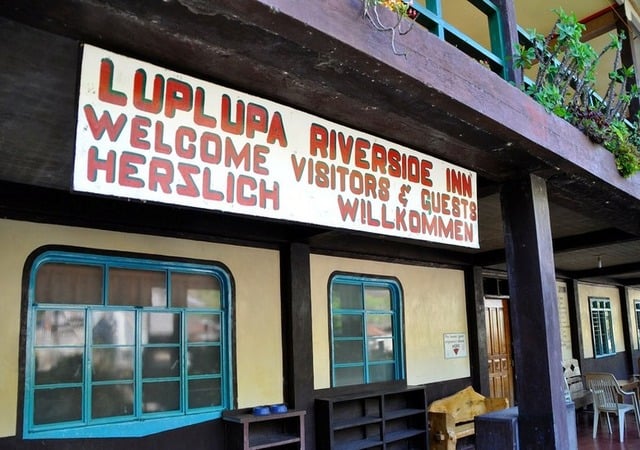 LUPLUPA RIVERSIDE INN
WELCOME VISITORS & GUESTS
HERZLICH WILLKOMMEN